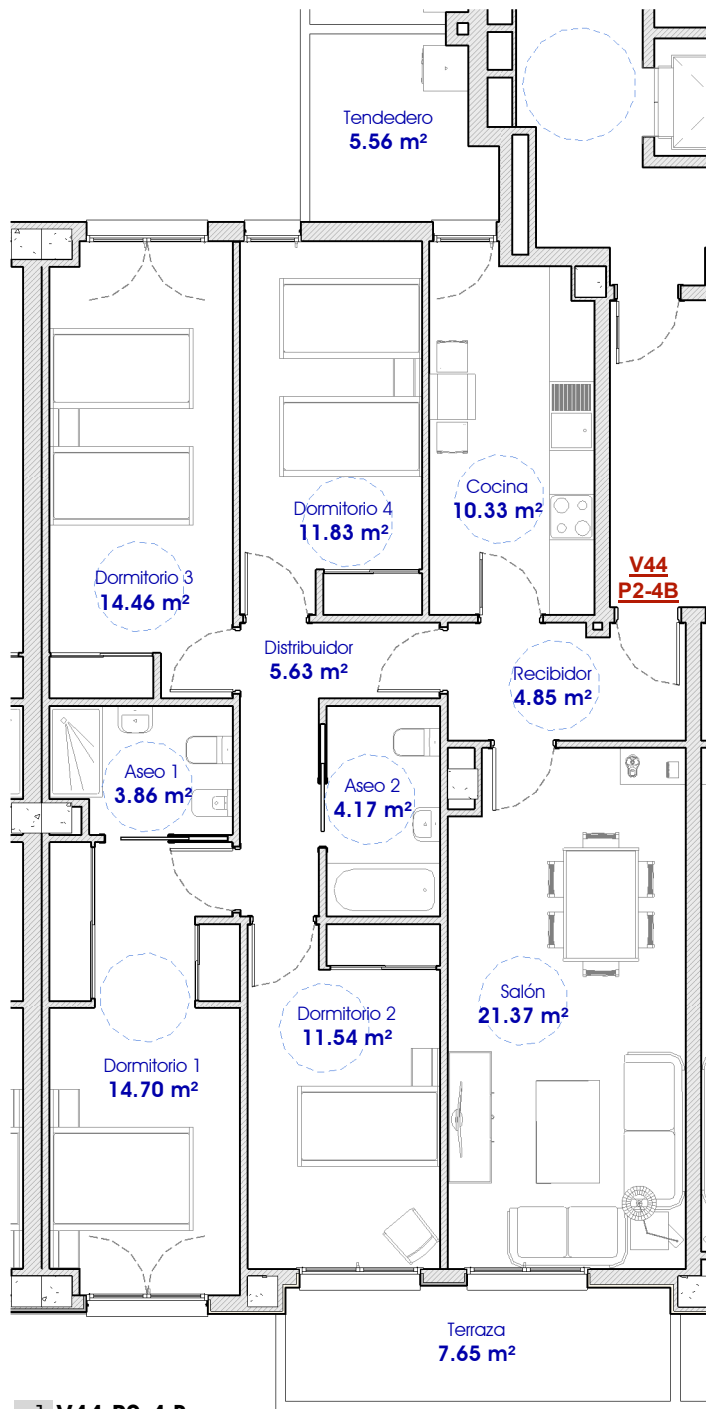 Tendedero
5.56 m²
Dormitorio 4
11.83 m²
Cocina
10.33 m²
Dormitorio 3
14.46 m²
V44
P2-4B
Distribuidor
5.63 m²
Recibidor
4.85 m²
Aseo 1
3.86 m²
Aseo 2
4.17 m²
Salón
21.37 m²
Dormitorio 2
11.54 m²
Dormitorio 1
14.70 m²
Terraza
7.65 m²